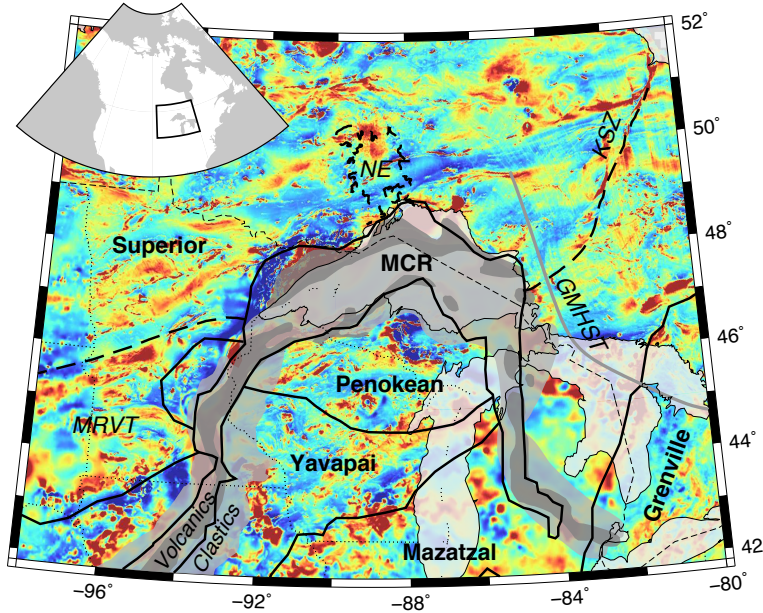 52°
50°
KSZ
NE
48°
Superior
MCR
LGMHST
46°
Penokean
MRVT
44°
Yavapai
Grenville
Volcanics
Clastics
Mazatzal
42
−96°
−92°
−88°
−84°
−80°